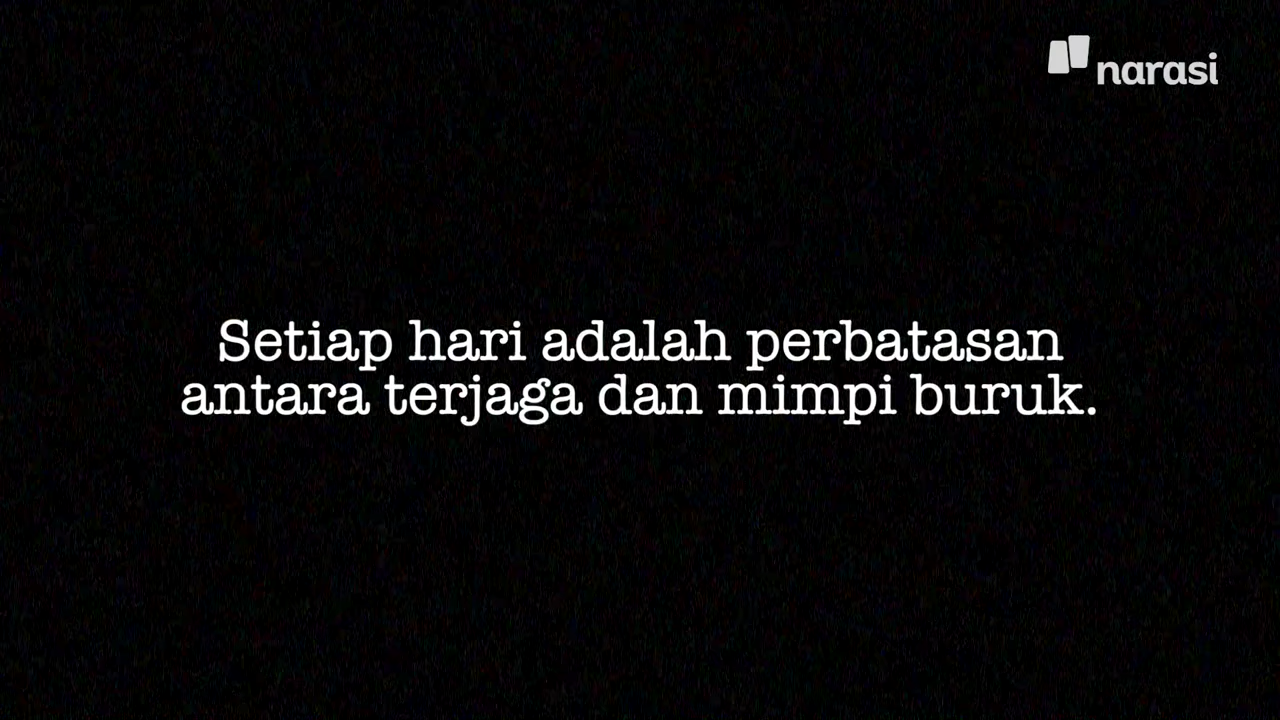 narasi
Setiap hari adalah perbatasan
antara terjaga dan mimpi buruk.